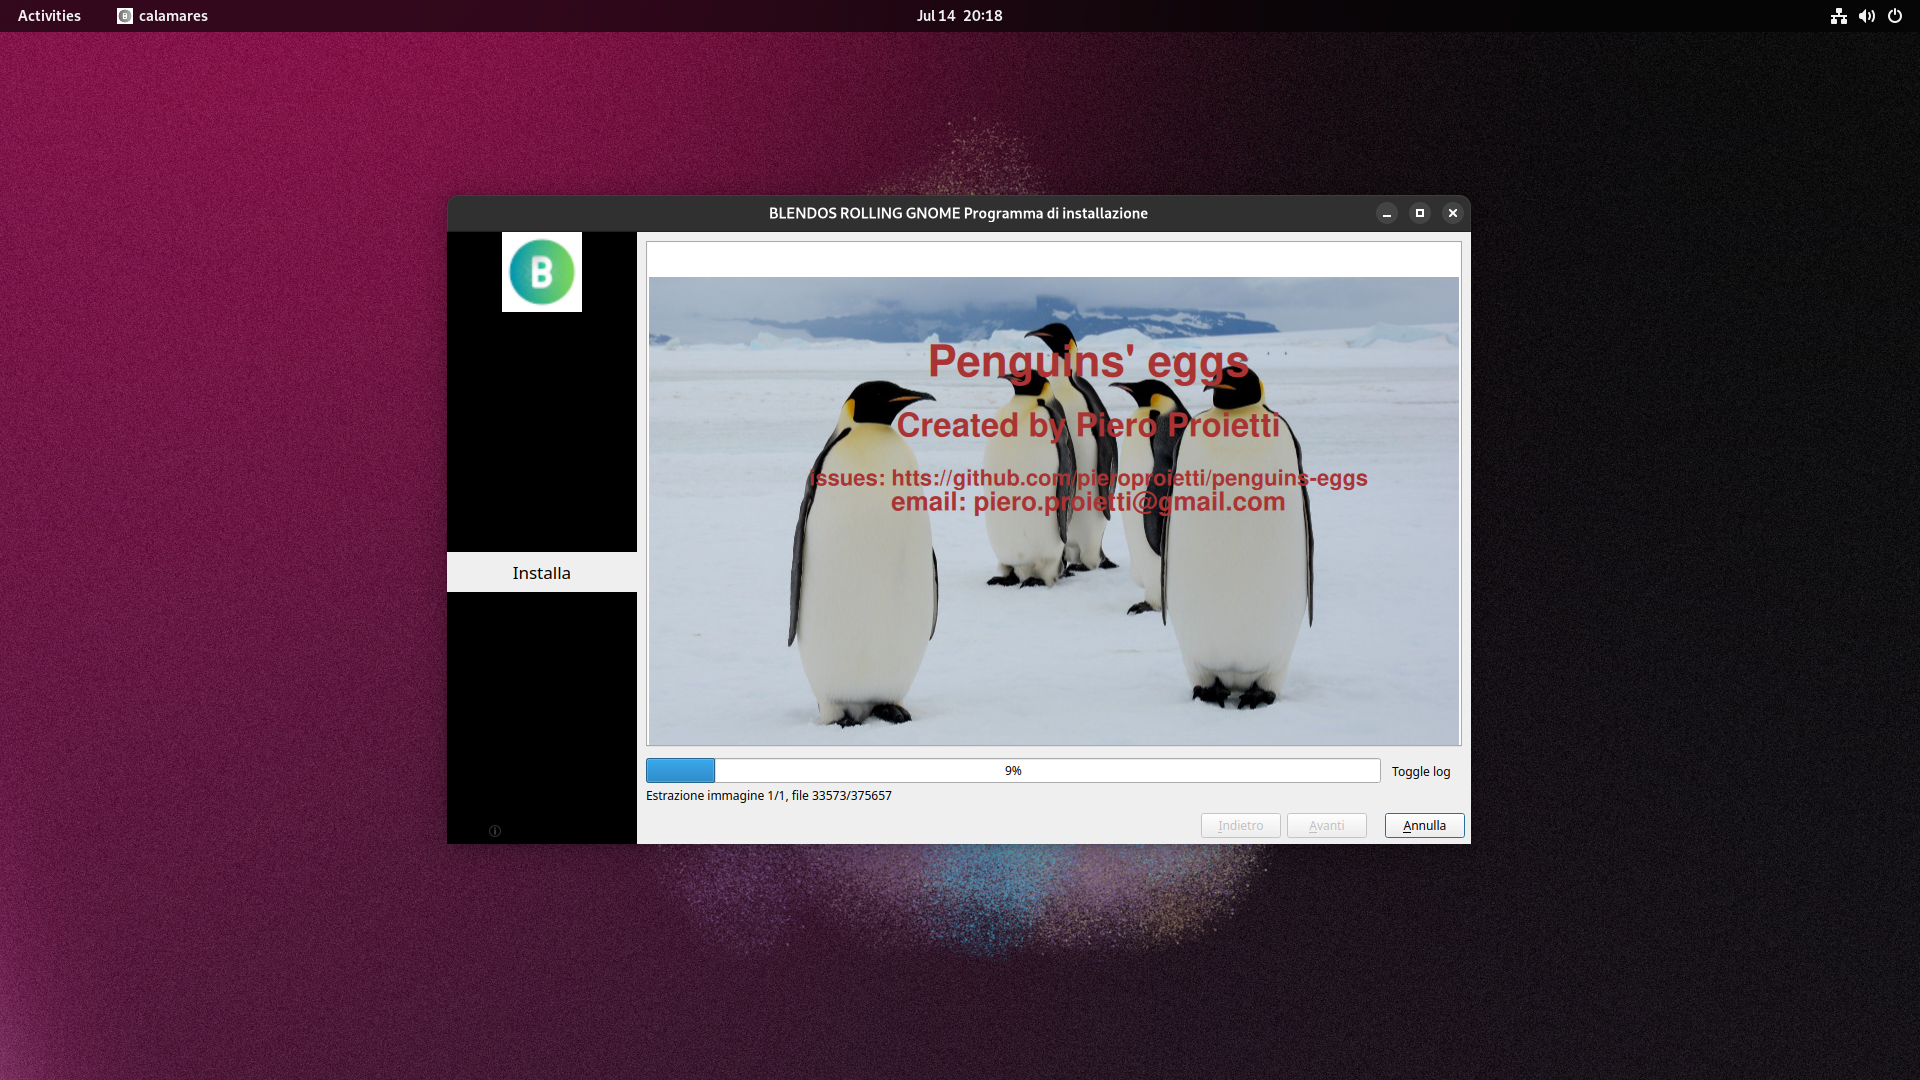 Activities
calamares
Jul 14 20:18
BLENDOS ROLLING GNOME Programma di installazione
B
Installa
Penguins' eggs
Created by Piero Proietti
issues: htts://github.com/pieroproietti/penguins-eggs
email: piero.proietti@gmail.com
9%
Toggle log
Estrazione immagine 1/1, file 33573/375657
Indietro
Avanti
Annulla